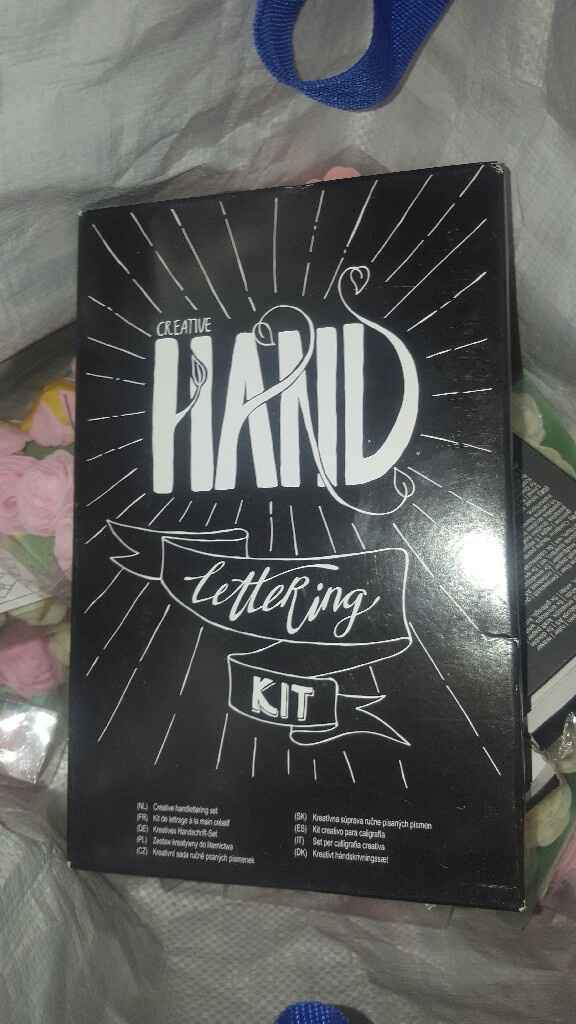 CREATIVE
HAND
LetteRing
KIT
(NL) Creative handlettering set
(FR) Kit de lettrage à la main créatif
(DE) Kreatives Handschrift-Set
(PL) Zestaw kreatywny do liternictwa
(CZ) Kreativní sada ručně psaných písmenek
(SK) Kreatívna súprava ručne písaných písmen
(ES) Kit creativo para caligrafía
(IT) Set per calligrafia creativa
(DK) Kreativt håndskrivningssæt